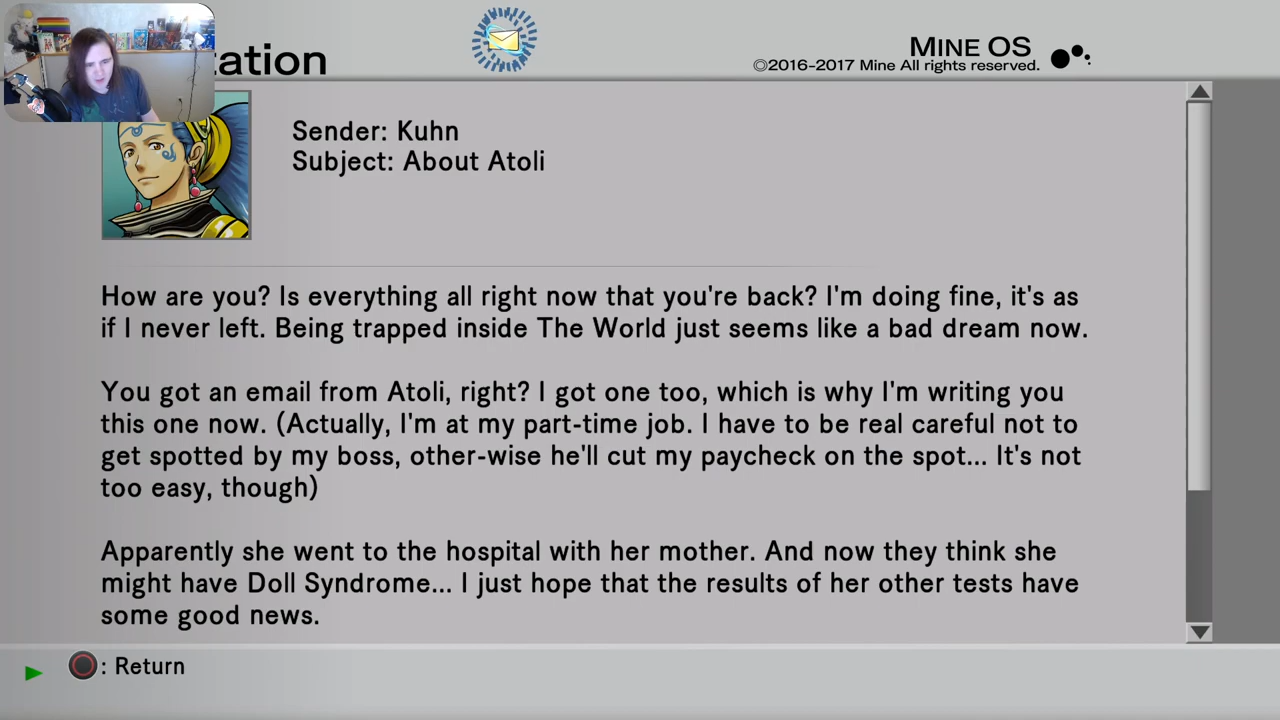 tation
MINE OS
©2016-2017 Mine All rights reserved.
Sender: Kuhn
Subject: About Atoli
How are you? Is everything all right now that you're back? I'm doing fine, it's as
if I never left. Being trapped inside The World just seems like a bad dream now.
You got an email from Atoli, right? I got one too, which is why I'm writing you
this one now. (Actually, I'm at my part-time job. I have to be real careful not to
get spotted by my boss, other-wise he'll cut my paycheck on the spot... It's not
too easy, though)
Apparently she went to the hospital with her mother. And now they think she
might have Doll Syndrome... I just hope that the results of her other tests have
some good news.
: Return